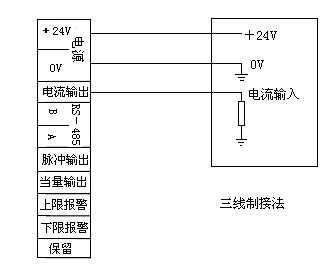 +24V
0V
电源
电流输出
B
A
RS-485
脉冲输出
当量输出
上限报警
下限报警
保留
+24V
0V
电流输入
三线制接法